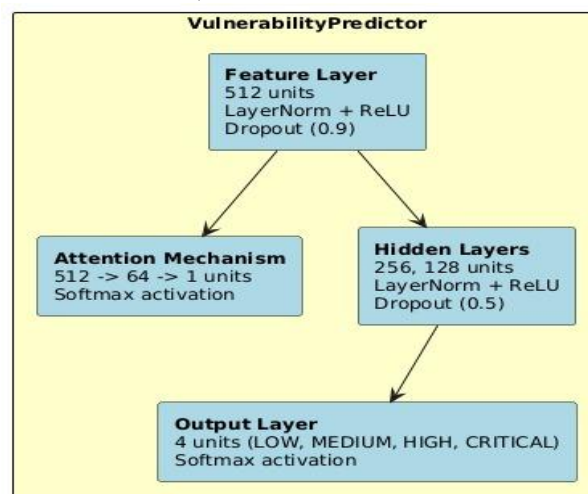 VulnerabilityPredictor
Feature Layer
512 units
LayerNorm + ReLU
Dropout (0.9)
Attention Mechanism
512 -> 64 -> 1 units
Softmax activation
Hidden Layers
256, 128 units
LayerNorm + ReLU
Dropout (0.5)
Output Layer
4 units (LOW, MEDIUM, HIGH, CRITICAL)
Softmax activation